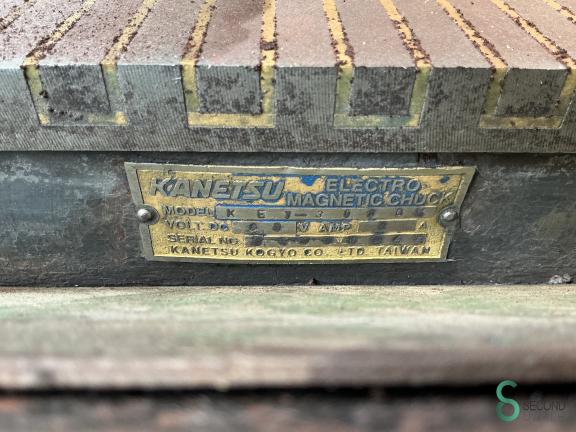 KANETSU ELECTRO
MAGNETIC CHUCK
MODEL
VOLT. DC V AMP A
SERIAL NO
KANETSU KOGYO CO. LTD. TAIWAN
SECOND